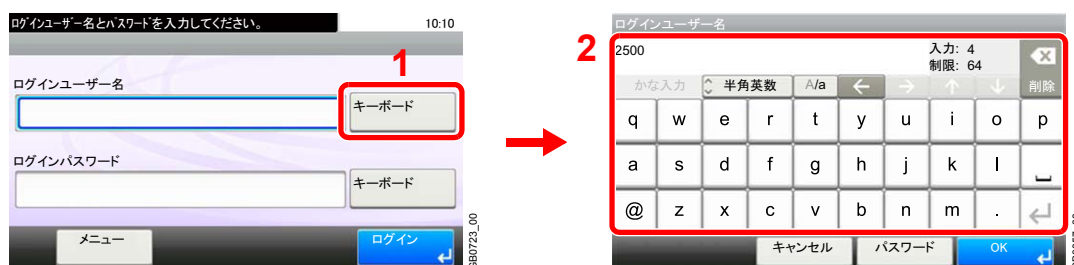 ログインユーザー名とパスワードを入力してください。
10:10
1
ログインユーザー名
キーボード
ログインパスワード
キーボード
メニュー
ログイン
GB0723_00
2
ログインユーザー名
2500
入力: 4
制限: 64
削除
かな入力
半角英数
A/a
q w e r t y u i o p
a s d f g h j k l
@ z x c v b n m .
キャンセル
パスワード
OK